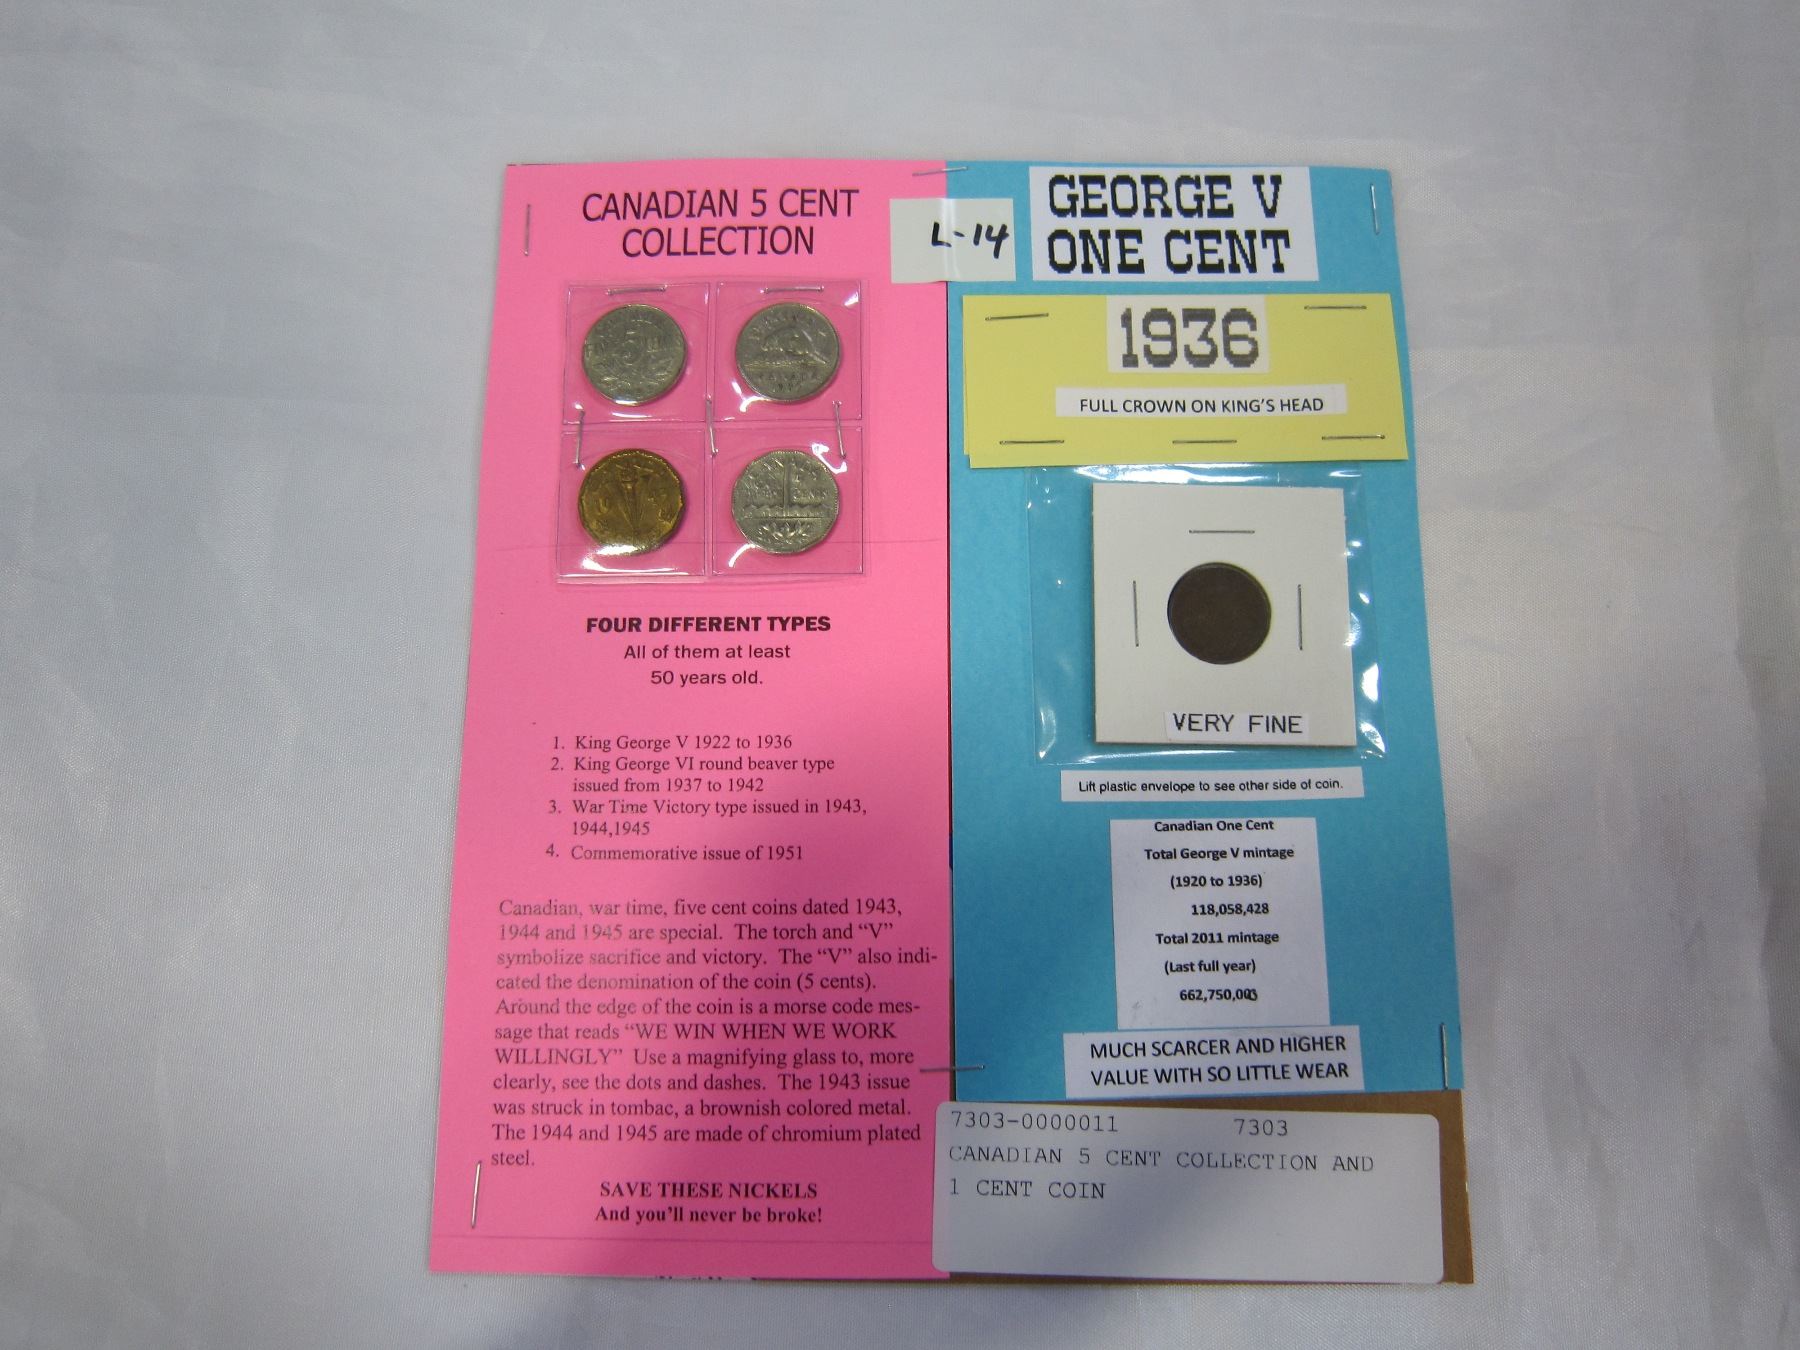 CANADIAN 5 CENT
COLLECTION
FOUR DIFFERENT TYPES
All of them at least
50 years old.
1. King George V 1922 to 1936
2. King George VI round beaver type
issued from 1937 to 1942
3. War Time Victory type issued in 1943,
1944,1945
4. Commemorative issue of 1951
Canadian, war time, five cent coins dated 1943,
1944 and 1945 are special. The torch and “V”
symbolize sacrifice and victory. The “V” also indi-
cated the denomination of the coin (5 cents).
Around the edge of the coin is a morse code mes-
sage that reads “WE WIN WHEN WE WORK
WILLINGLY” Use a magnifying glass to, more
clearly, see the dots and dashes. The 1943 issue
was struck in tombac, a brownish colored metal.
The 1944 and 1945 are made of chromium plated
steel.
SAVE THESE NICKELS
And you’ll never be broke!
L-14
GEORGE V
ONE CENT
1936
FULL CROWN ON KING’S HEAD
VERY FINE
Lift plastic envelope to see other side of coin.
Canadian One Cent
Total George V mintage
(1920 to 1936)
118,058,428
Total 2011 mintage
(Last full year)
MUCH SCARCER AND HIGHER
VALUE WITH SO LITTLE WEAR
7303-0000011 7303
CANADIAN 5 CENT COLLECTION AND
1 CENT COIN